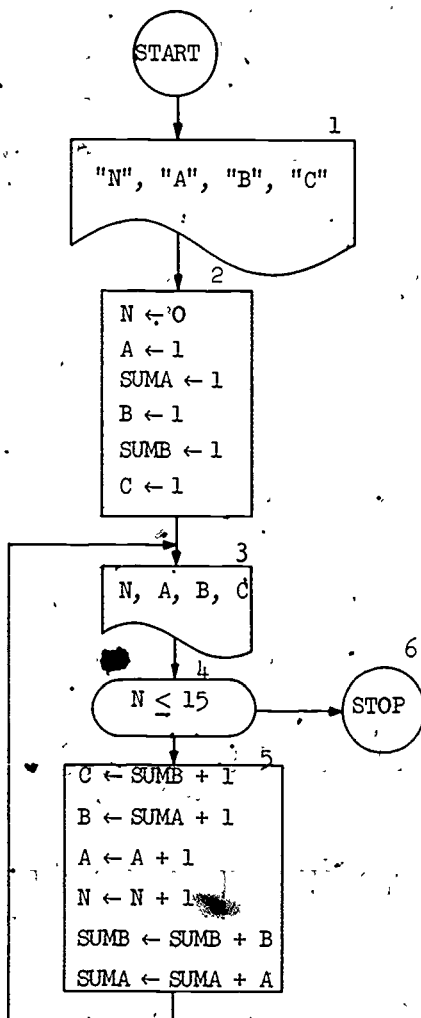 START
1
"N", "A", "B", "C"
2
N ← 0
A ← 1
SUMA ← 1
B ← 1
SUMB ← 1
C ← 1
3
N, A, B, C
4
N ≤ 15
6
STOP
5
C ← SUMB + 1
B ← SUMA + 1
A ← A + 1
N ← N + 1
SUMB ← SUMB + B
SUMA ← SUMA + A